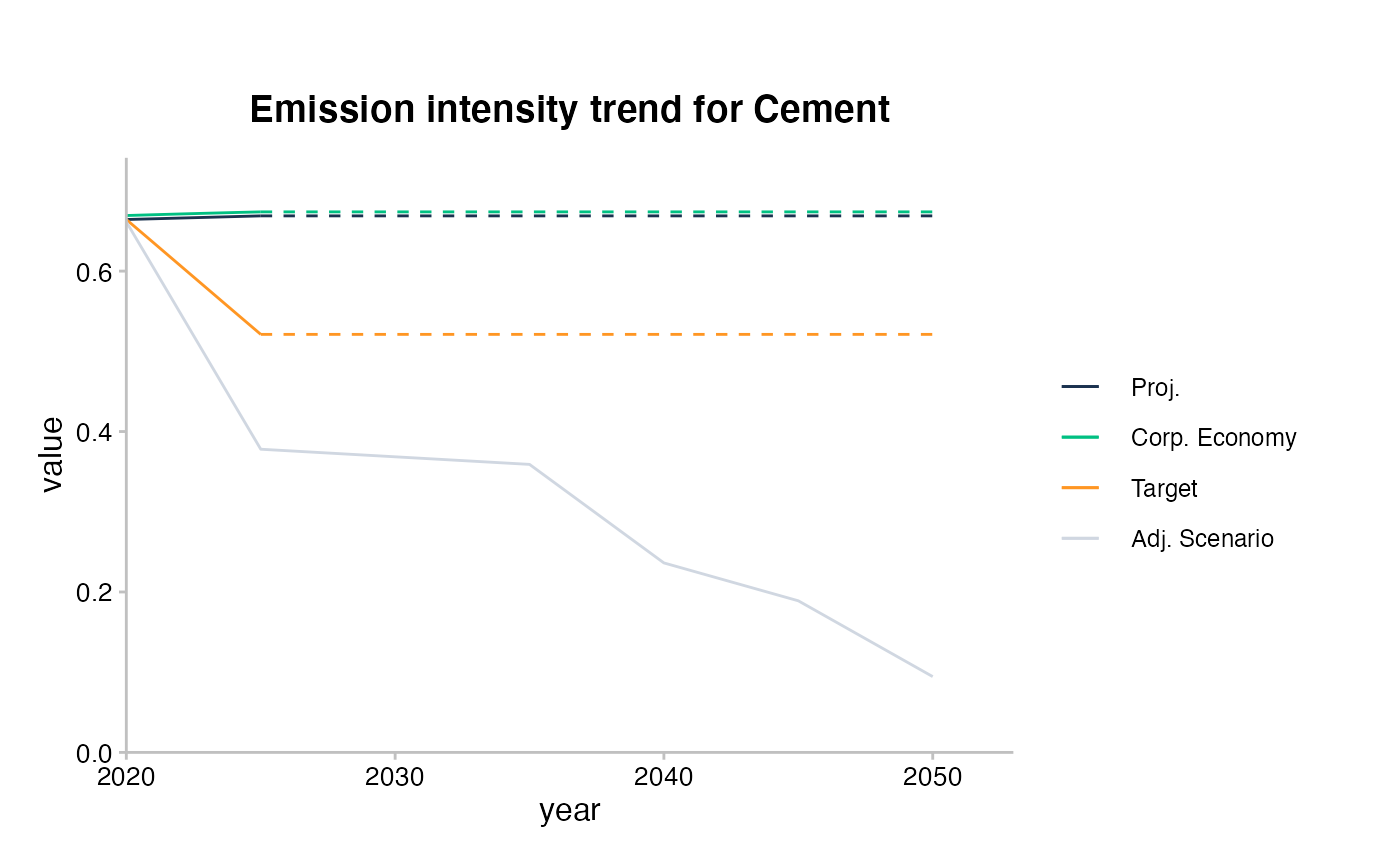 Emission intensity trend for Cement
value
0.6
0.4
0.2
0.0
2020
2030
2040
2050
year
Proj.
Corp. Economy
Target
Adj. Scenario